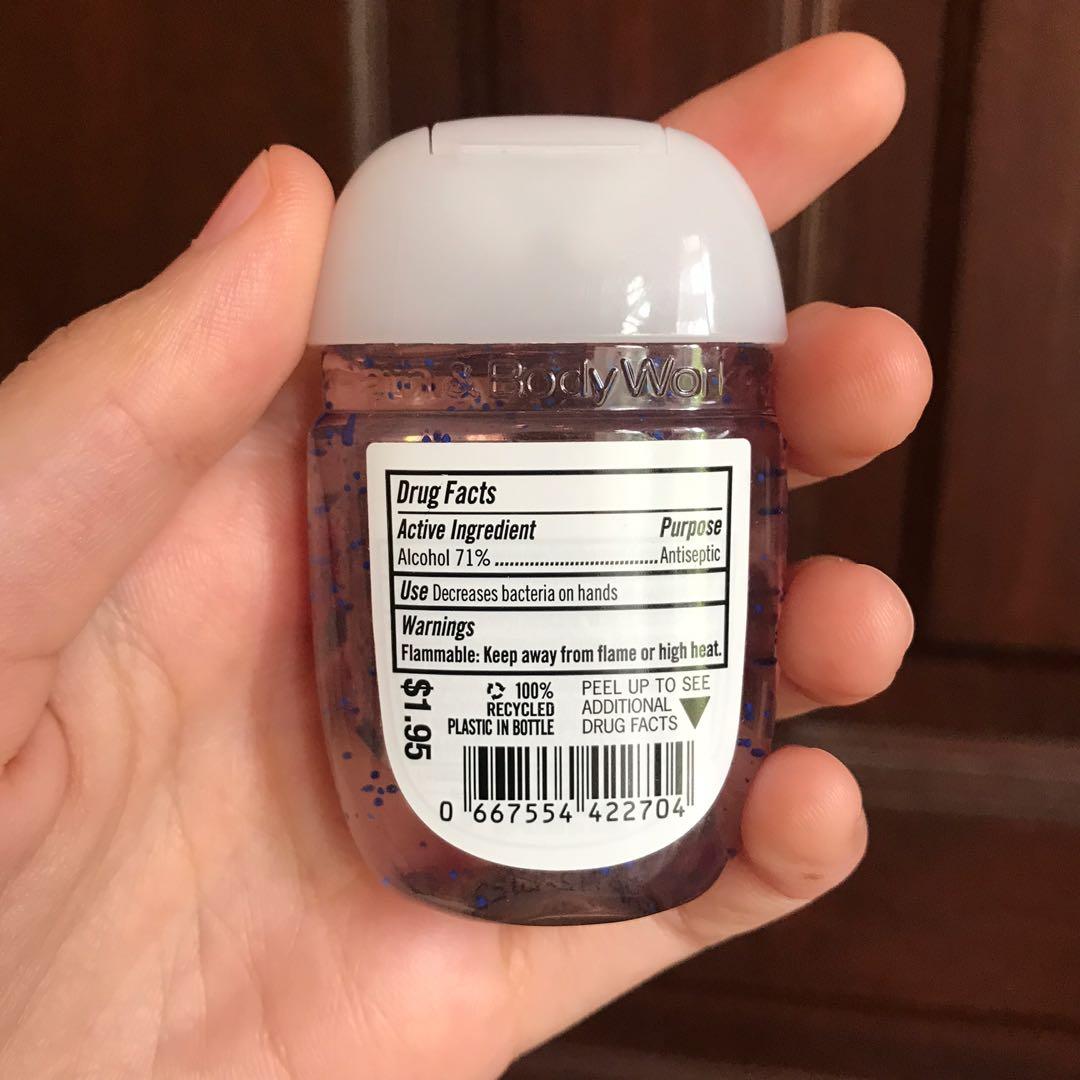 & Body Wor
Drug Facts
Active Ingredient Purpose
Alcohol 71% ........................................ Antiseptic
Use Decreases bacteria on hands
Warnings
Flammable: Keep away from flame or high heat.
$1.95
100%
RECYCLED
PLASTIC IN BOTTLE
PEEL UP TO SEE
ADDITIONAL
DRUG FACTS
0 667554 422704